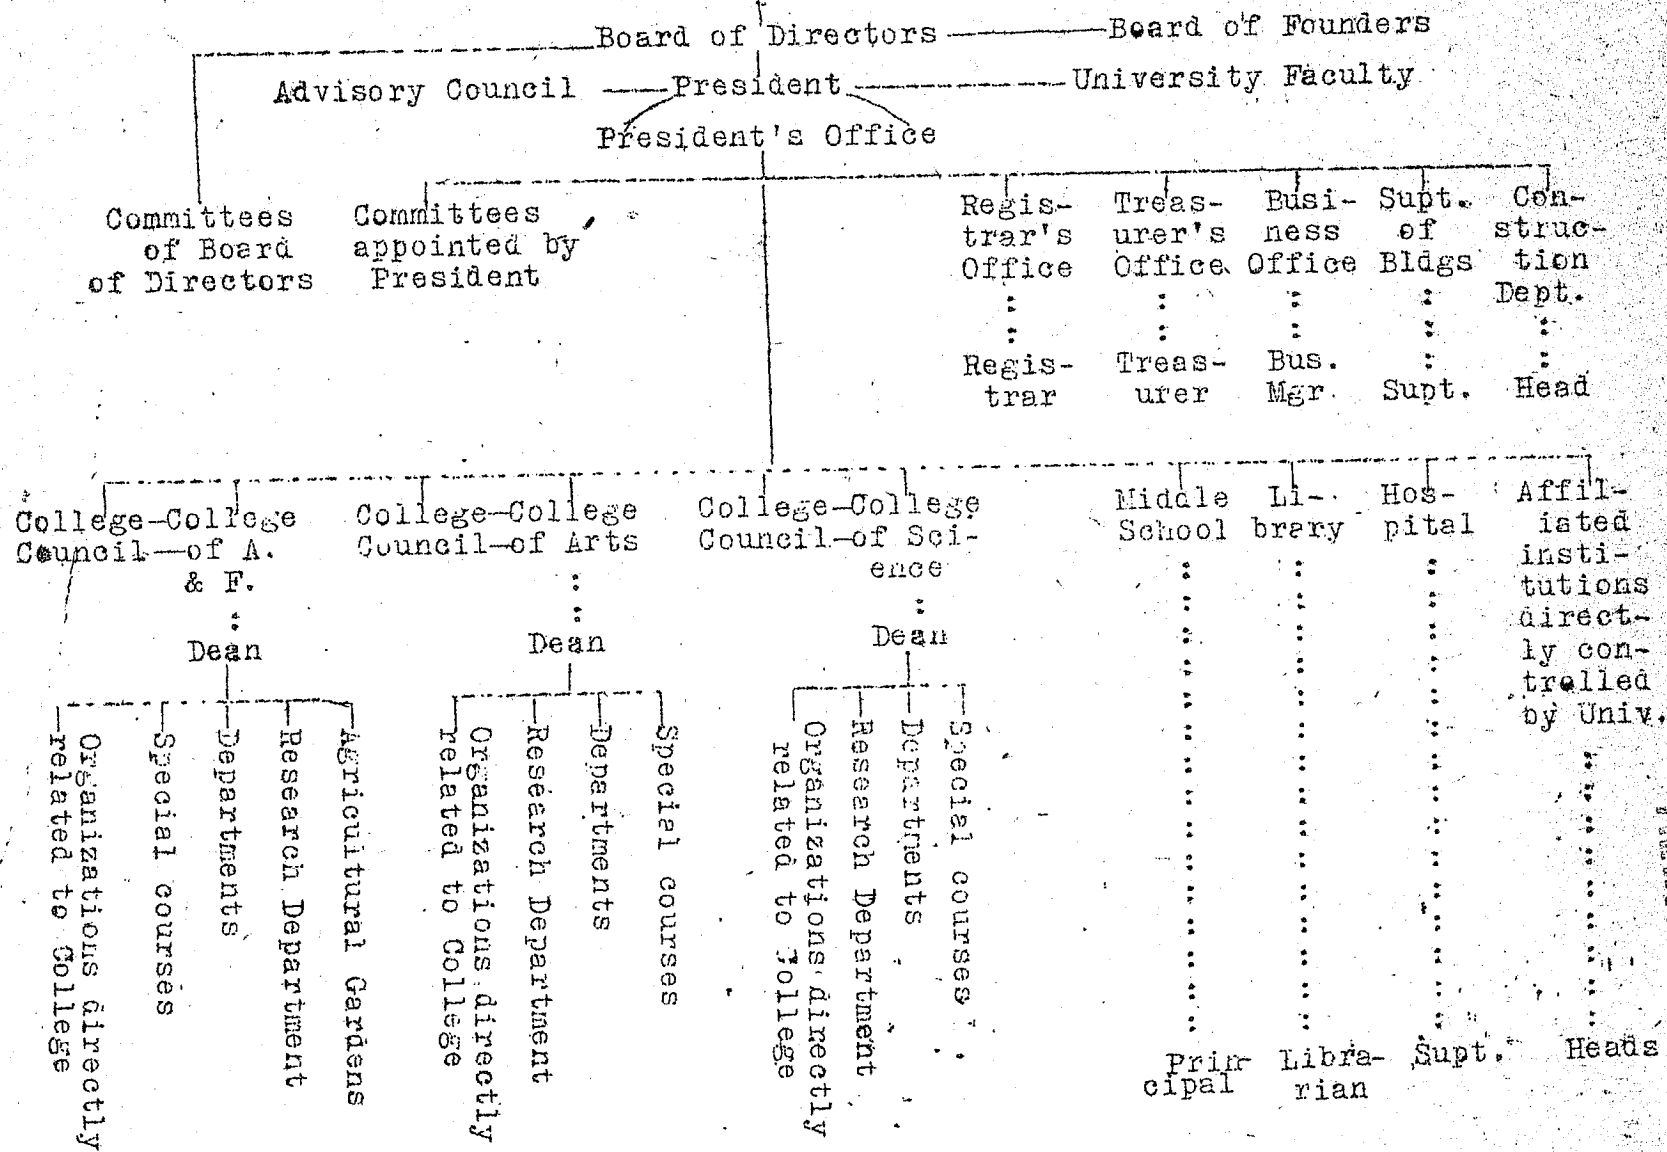 Board of Directors — Board of Founders
Advisory Council — President — University Faculty
President's Office
Committees
of Board
of Directors
Committees
appointed by
President
Regis-
trar's
Office
Regis-
trar
Treas-
urer's
Office
Treas-
urer
Busi-
ness
Office
Bus.
Mgr.
Supt.
of
Bldgs
Supt.
Con-
struc-
tion
Dept.
Head
College—College
Council—of A.
& F.
Dean
Organizations directly
related to College
Special courses
Departments
Research Department
Agricultural Gardens
College—College
Council—of Arts
Dean
Organizations directly
related to College
Research Department
Departments
Special courses
College—College
Council—of Sci-
ence
Dean
Organizations directly
related to College
Research Department
Departments
Special courses
Middle
School
Prin-
cipal
Li-
brary
Libra-
rian
Hos-
pital
Supt.
Affil-
iated
insti-
tutions
direct-
ly con-
trolled
by Univ.
Heads